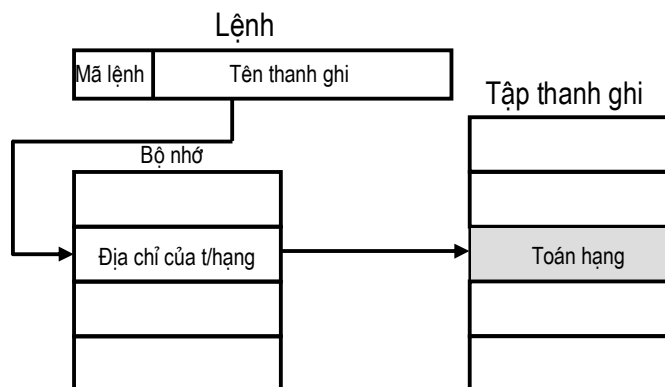 Lệnh
Mã lệnh
Tên thanh ghi
Tập thanh ghi
Bộ nhớ
Địa chỉ của t/hạng
Toán hạng